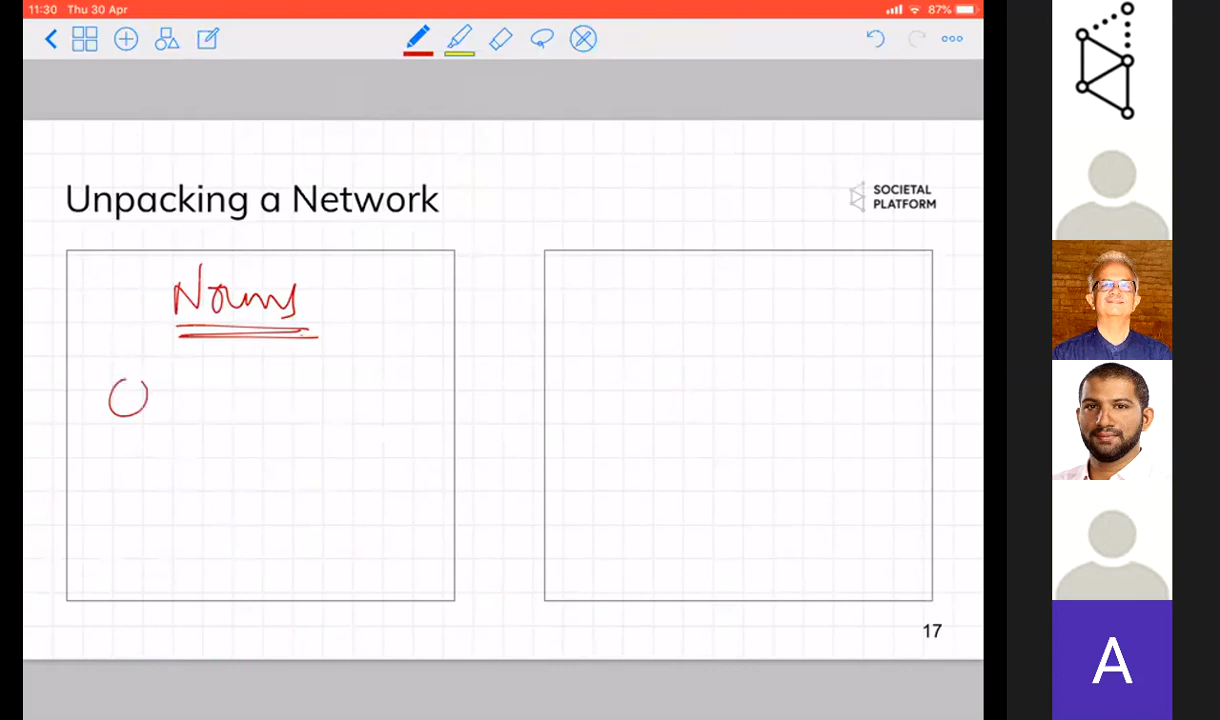 11:30 Thu 30 Apr
87%
Unpacking a Network
SOCIETAL
PLATFORM
Nouns
17
A